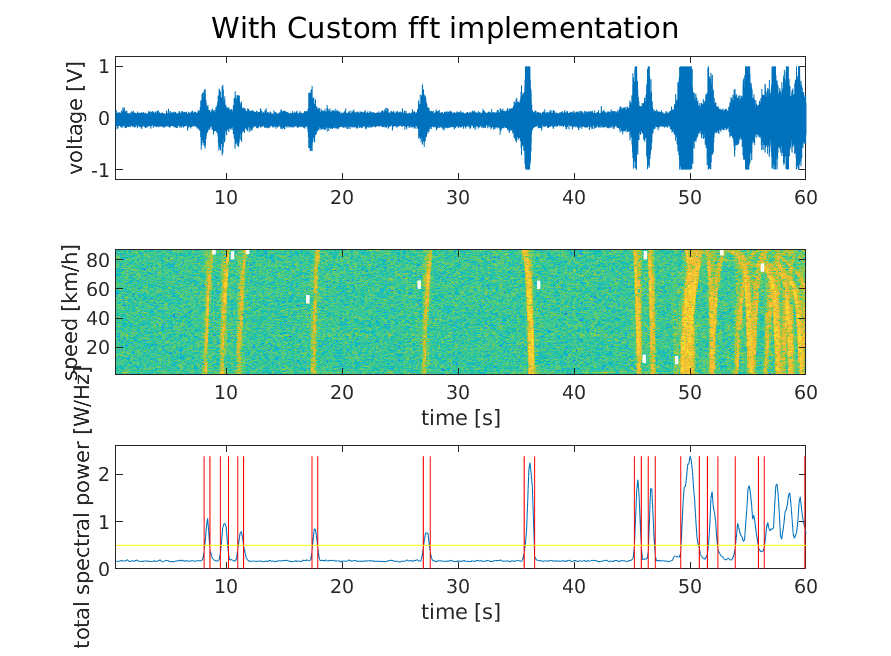 With Custom fft implementation
voltage [V]
1
0
-1
10 20 30 40 50 60
speed [km/h]
80
60
40
20
10 20 30 40 50 60
time [s]
total spectral power [W/Hz]
2
1
0
10 20 30 40 50 60
time [s]